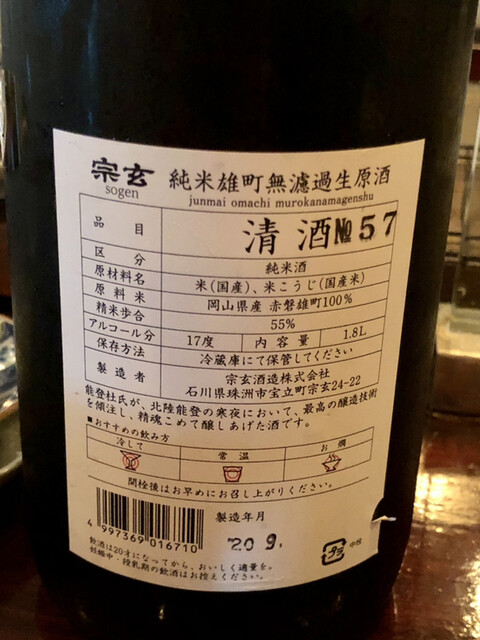 宗玄 純米雄町無濾過生原酒
sogen junmai omachi murokanamagenshu
品目 清酒 №57
区分 純米酒
原材料名 米(国産)、米こうじ(国産米)
原料米 岡山県産 赤磐雄町100%
精米歩合 55%
アルコール分 17度 内容量 1.8L
保存方法 冷蔵庫にて保管してください
製造者 宗玄酒造株式会社
石川県珠洲市宝立町宗玄24-22
能登杜氏が、北陸能登の寒夜において、最高の醸造技術
を傾注し、精魂こめて醸しあげた酒です。
■おすすめの飲み方
冷して 常温 お燗
開栓後はお早めにお召し上がりください。
製造年月
20 9.
4 997369 016710
プラ 中栓
飲酒は20才になってから、おいしく適量を。
妊娠中・授乳期の飲酒はお控えください。